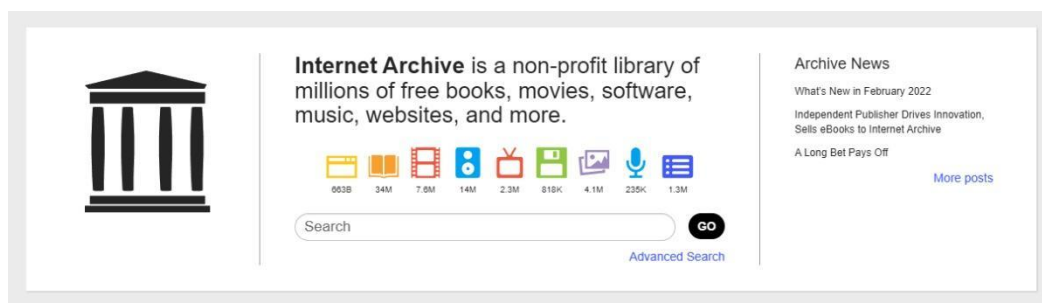 Internet Archive is a non-profit library of
millions of free books, movies, software,
music, websites, and more.
663B 34M 7.6M 14M 2.3M 818K 4.1M 235K 1.3M
Search GO
Advanced Search
Archive News
What's New in February 2022
Independent Publisher Drives Innovation,
Sells eBooks to Internet Archive
A Long Bet Pays Off
More posts